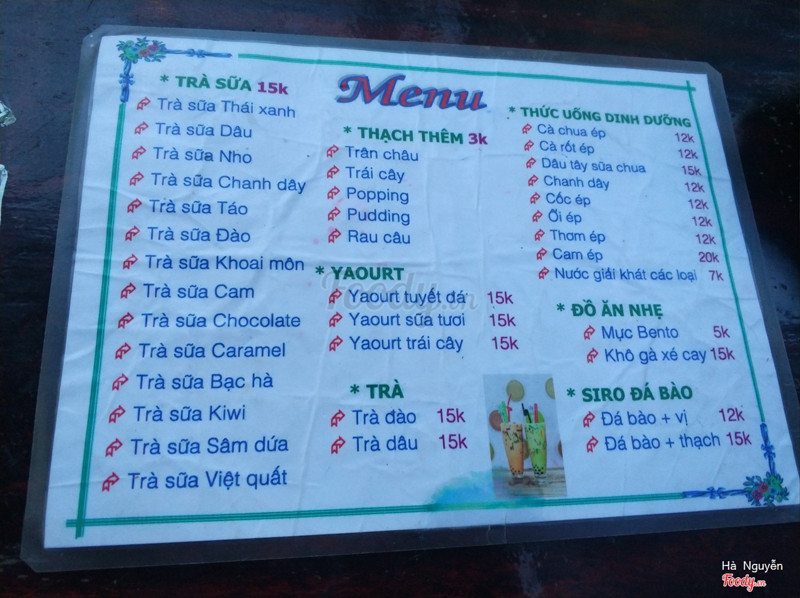 Menu
* TRÀ SỮA 15k
Trà sữa Thái xanh
Trà sữa Dâu
Trà sữa Nho
Trà sữa Chanh dây
Trà sữa Táo
Trà sữa Đào
Trà sữa Khoai môn
Trà sữa Cam
Trà sữa Chocolate
Trà sữa Caramel
Trà sữa Bạc hà
Trà sữa Kiwi
Trà sữa Sâm dứa
Trà sữa Việt quất
* THẠCH THÊM 3k
Trân châu
Trái cây
Popping
Pudding
Rau câu
* YAOURT
Yaourt tuyết đá 15k
Yaourt sữa tươi 15k
Yaourt trái cây 15k
* TRÀ
Trà đào 15k
Trà dâu 15k
* THỨC UỐNG DINH DƯỠNG
Cà chua ép 12k
Cà rốt ép 12k
Dâu tây sữa chua 15k
Chanh dây 12k
Cốc ép 12k
Ổi ép 12k
Thơm ép 12k
Cam ép 20k
Nước giải khát các loại 7k
* ĐỒ ĂN NHẸ
Mực Bento 5k
Khô gà xé cay 15k
* SIRO ĐÁ BÀO
Đá bào + vị 12k
Đá bào + thạch 15k
Foody.vn
Hà Nguyễn
Foody.vn